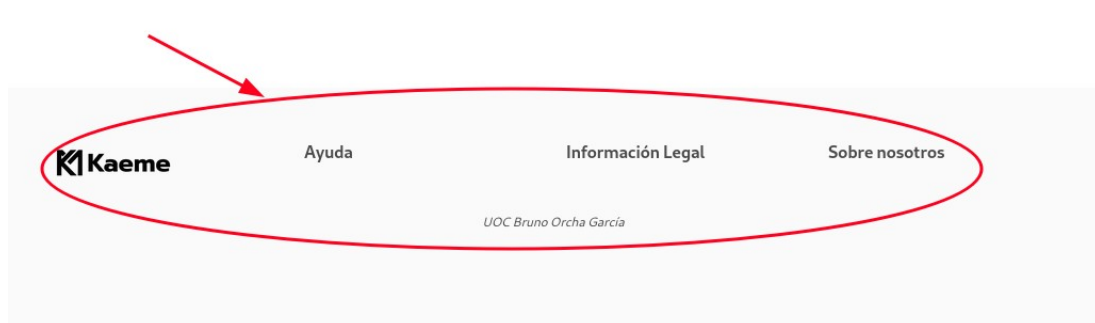 Kaeme
Ayuda
Información Legal
Sobre nosotros
UOC Bruno Orcha García